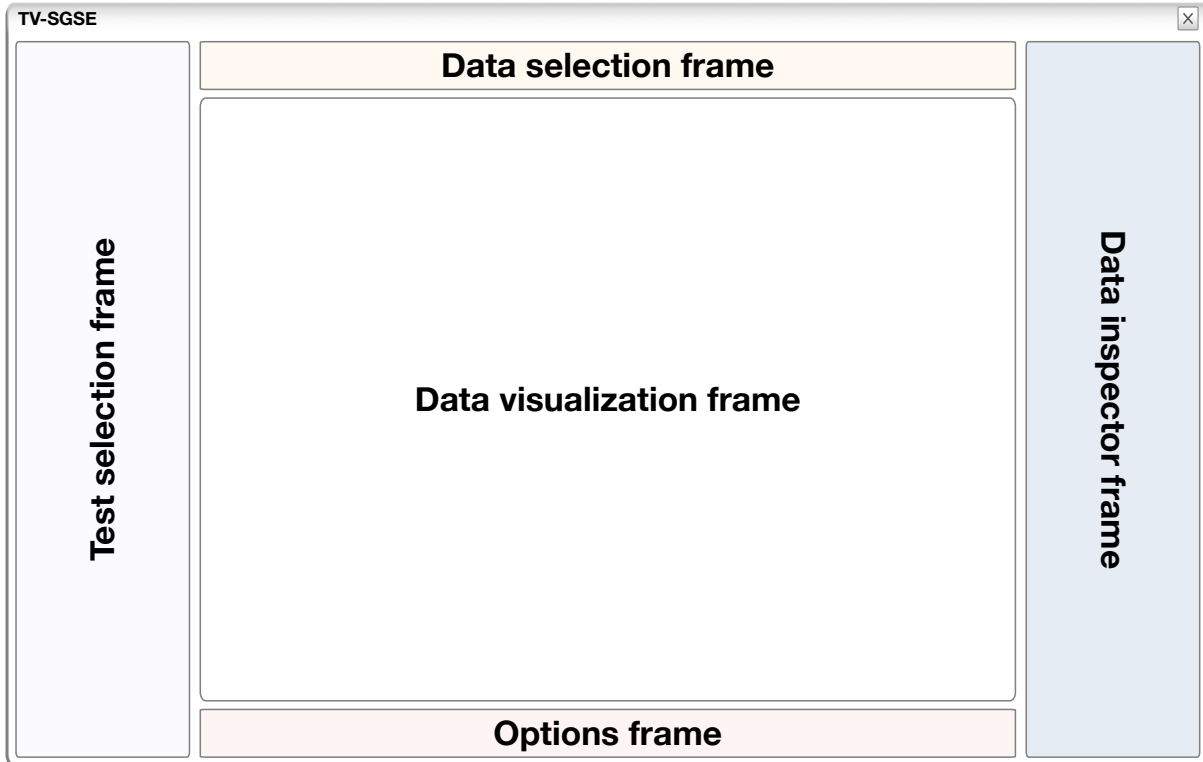 TV-SGSE
Data selection frame
Test selection frame
Data visualization frame
Data inspector frame
Options frame